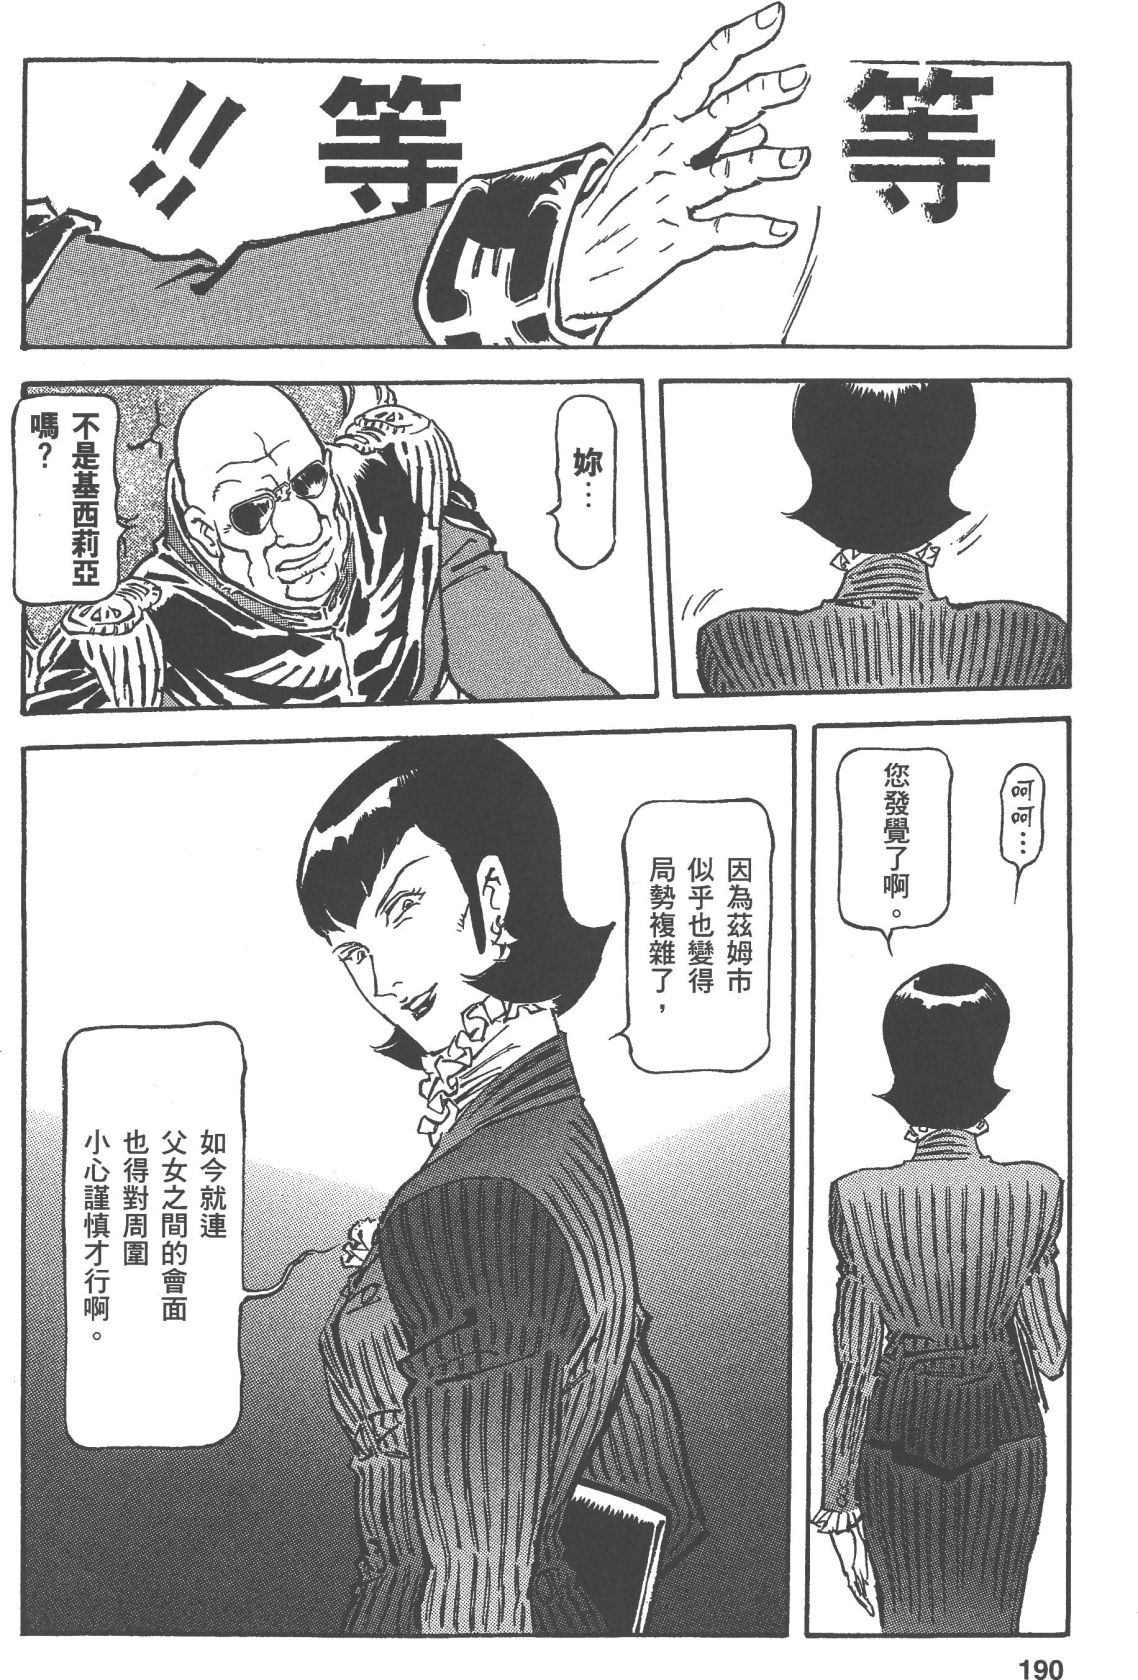 等
等
!!
妳…
不是基西莉亞
嗎？
呵呵…
您發覺了啊。
因為茲姆市
似乎也變得
局勢複雜了，
如今就連
父女之間的會面
也得對周圍
小心謹慎才行啊。
190